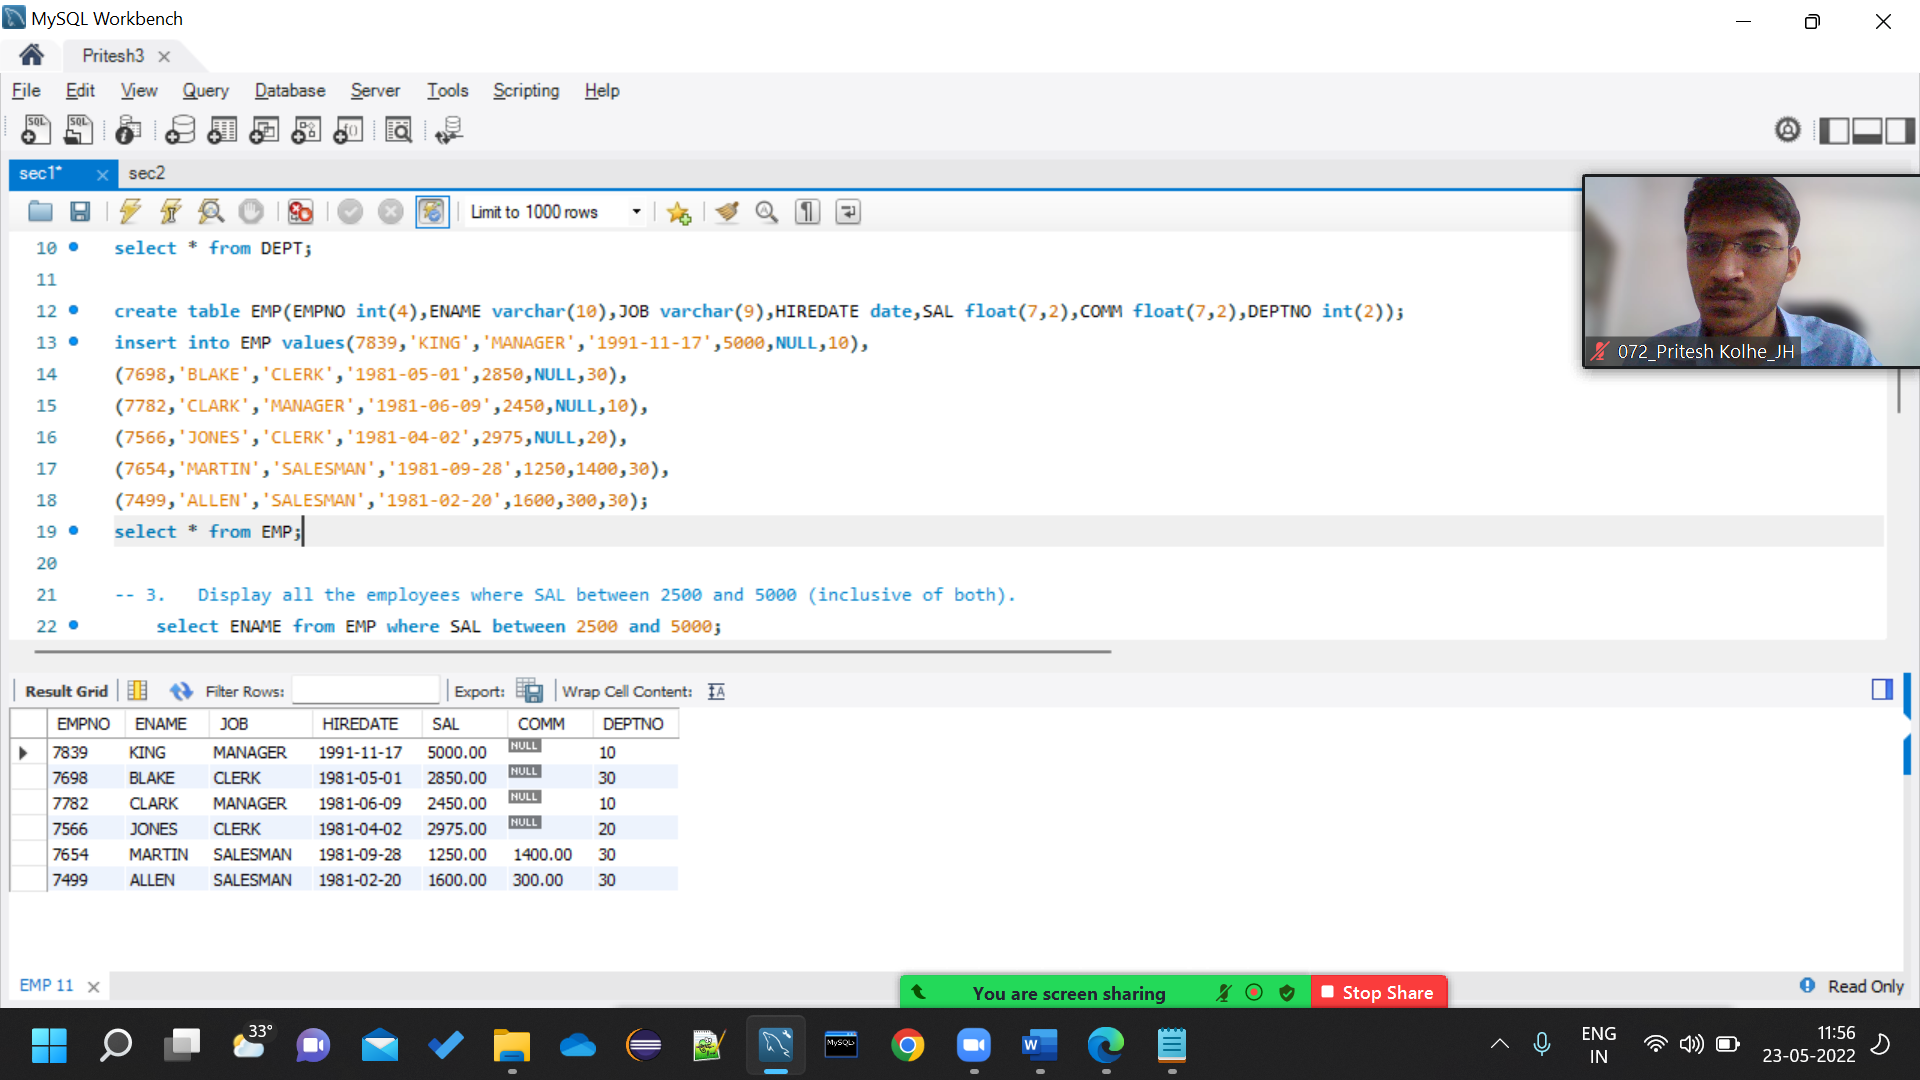 MySQL Workbench
Pritesh3
File Edit View Query Database Server Tools Scripting Help
sec1* sec2
Limit to 1000 rows
10 select * from DEPT;
11
12 create table EMP(EMPNO int(4),ENAME varchar(10),JOB varchar(9),HIREDATE date,SAL float(7,2),COMM float(7,2),DEPTNO int(2));
13 insert into EMP values(7839,'KING','MANAGER','1991-11-17',5000,NULL,10),
14 (7698,'BLAKE','CLERK','1981-05-01',2850,NULL,30),
15 (7782,'CLARK','MANAGER','1981-06-09',2450,NULL,10),
16 (7566,'JONES','CLERK','1981-04-02',2975,NULL,20),
17 (7654,'MARTIN','SALESMAN','1981-09-28',1250,1400,30),
18 (7499,'ALLEN','SALESMAN','1981-02-20',1600,300,30);
19 select * from EMP;
20
21 -- 3. Display all the employees where SAL between 2500 and 5000 (inclusive of both).
22 select ENAME from EMP where SAL between 2500 and 5000;
072_Pritesh Kolhe_JH
Result Grid Filter Rows: Export: Wrap Cell Content:
EMPNO ENAME JOB HIREDATE SAL COMM DEPTNO
7839 KING MANAGER 1991-11-17 5000.00 NULL 10
7698 BLAKE CLERK 1981-05-01 2850.00 NULL 30
7782 CLARK MANAGER 1981-06-09 2450.00 NULL 10
7566 JONES CLERK 1981-04-02 2975.00 NULL 20
7654 MARTIN SALESMAN 1981-09-28 1250.00 1400.00 30
7499 ALLEN SALESMAN 1981-02-20 1600.00 300.00 30
EMP 11
You are screen sharing Stop Share
Read Only
33°
ENG
IN
11:56
23-05-2022